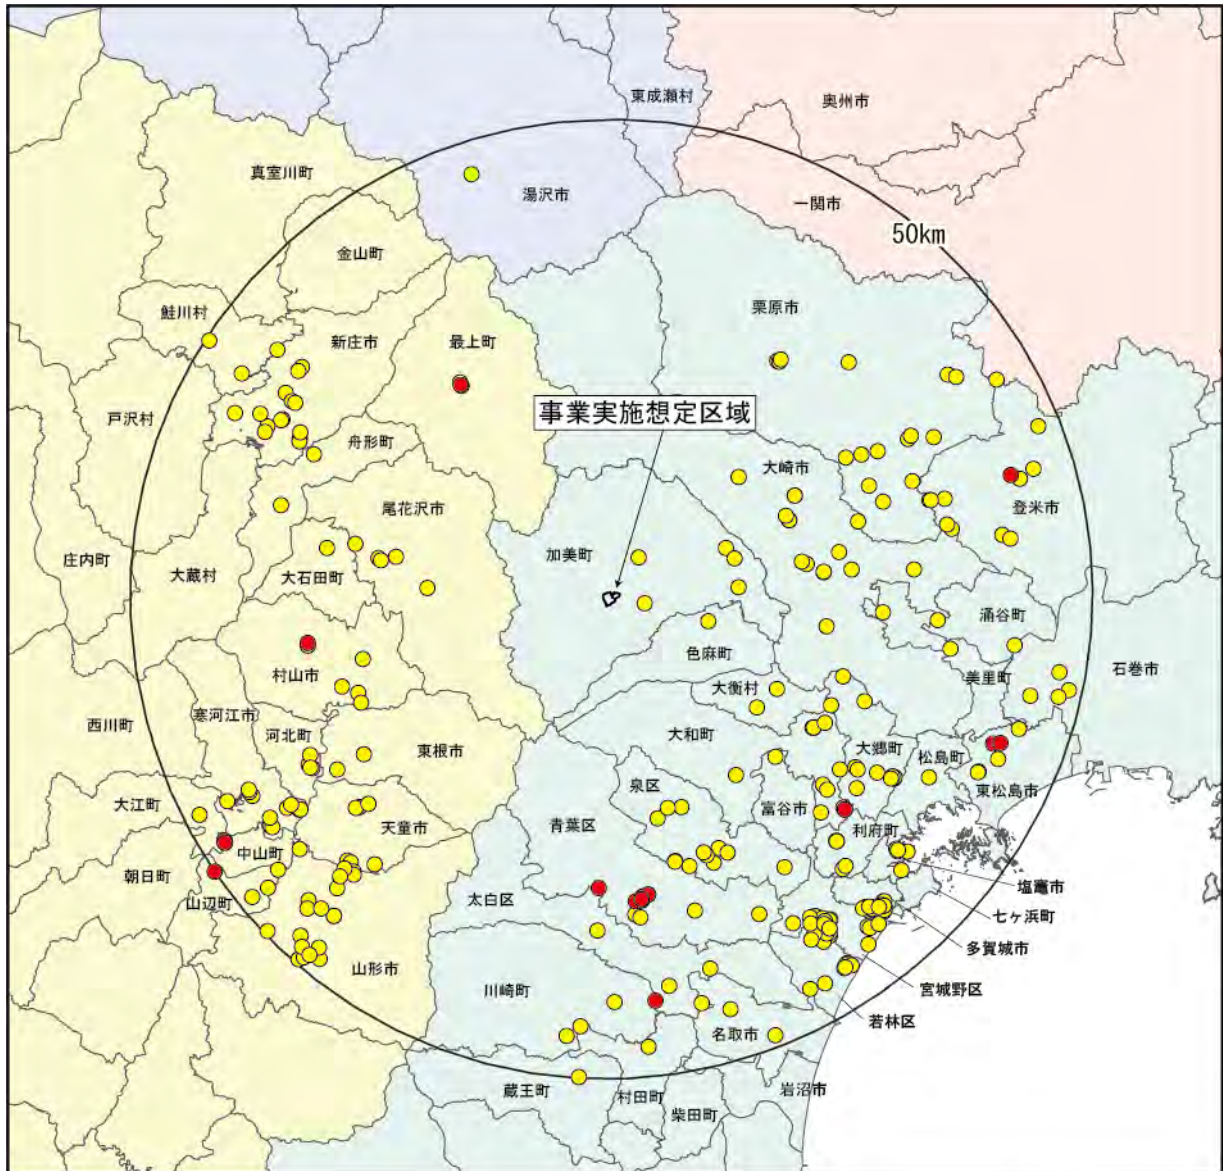 東成瀬村
奥州市
真室川町
湯沢市
一関市
50km
金山町
鮭川村
栗原市
新庄市
最上町
戸沢村
事業実施想定区域
舟形町
大崎市
尾花沢市
登米市
庄内町
大蔵村
大石田町
加美町
涌谷町
色麻町
村山市
石巻市
美里町
大衡村
西川町
寒河江市
河北町
大和町
東根市
大郷町
松島町
大江町
泉区
富谷市
東松島市
青葉区
天童市
利府町
中山町
朝日町
塩竈市
山辺町
太白区
七ヶ浜町
多賀城市
山形市
川崎町
宮城野区
若林区
名取市
蔵王町
村田町
岩沼市
柴田町